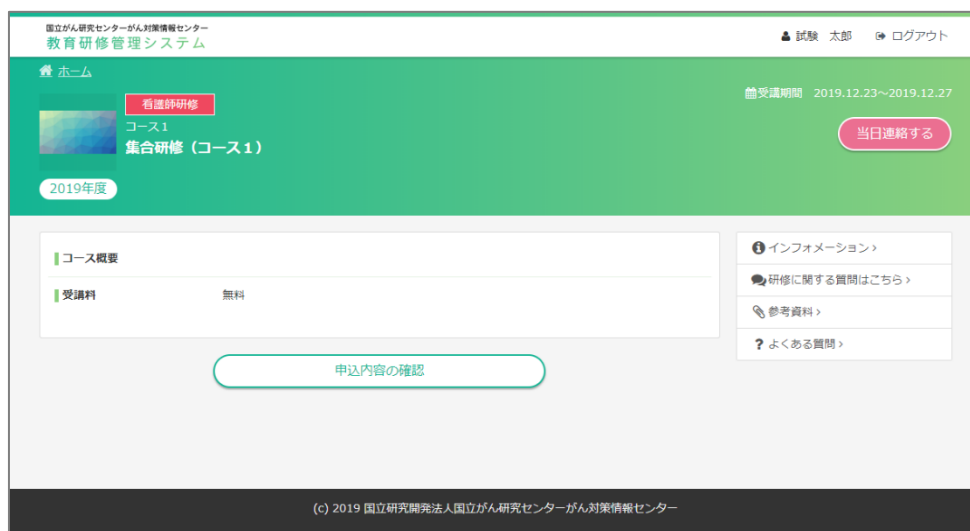 国立がん研究センターがん対策情報センター
教育研修管理システム
試験 太郎 ログアウト
ホーム
看護師研修
コース1
集合研修（コース１）
2019年度
受講期間 2019.12.23～2019.12.27
当日連絡する
コース概要
受講料 無料
申込内容の確認
インフォメーション ›
研修に関する質問はこちら ›
参考資料 ›
? よくある質問 ›
(c) 2019 国立研究開発法人国立がん研究センターがん対策情報センター